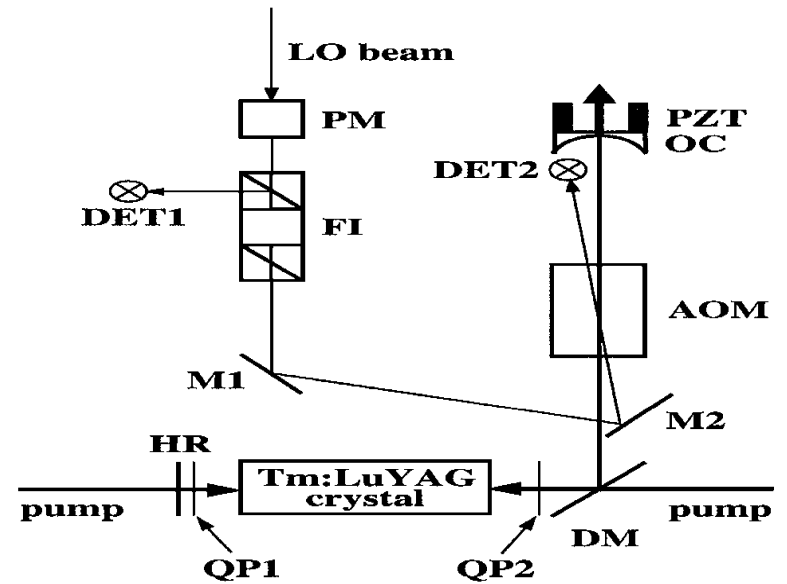 LO beam
PM
PZT
OC
DET2
DET1
FI
AOM
M1
M2
HR
Tm:LuYAG
crystal
pump
pump
DM
QP1
QP2